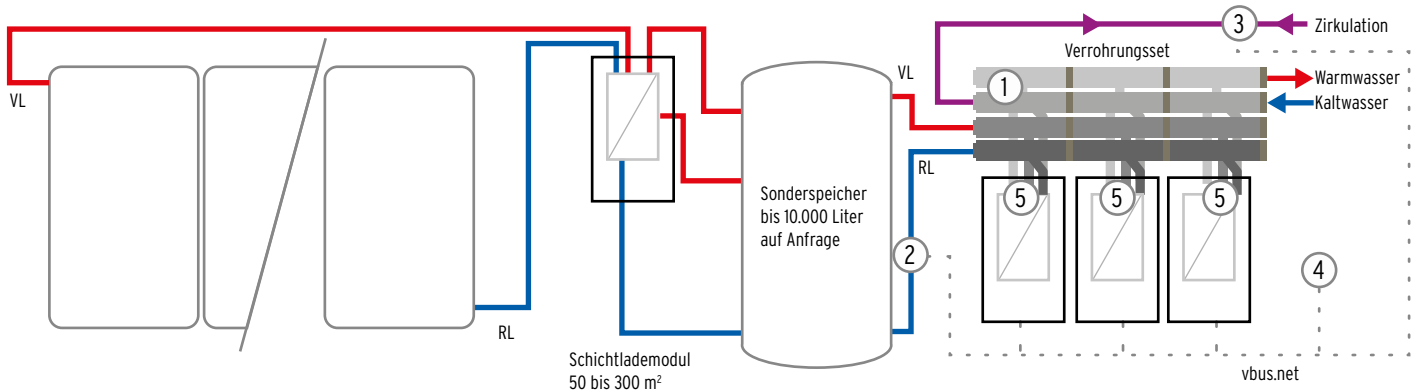 VL
RL
Schichtlademodul
50 bis 300 m²
Sonderspeicher
bis 10.000 Liter
auf Anfrage
VL
RL
2
3
Zirkulation
Verrohrungsset
1
Warmwasser
Kaltwasser
5
5
5
4
vbus.net